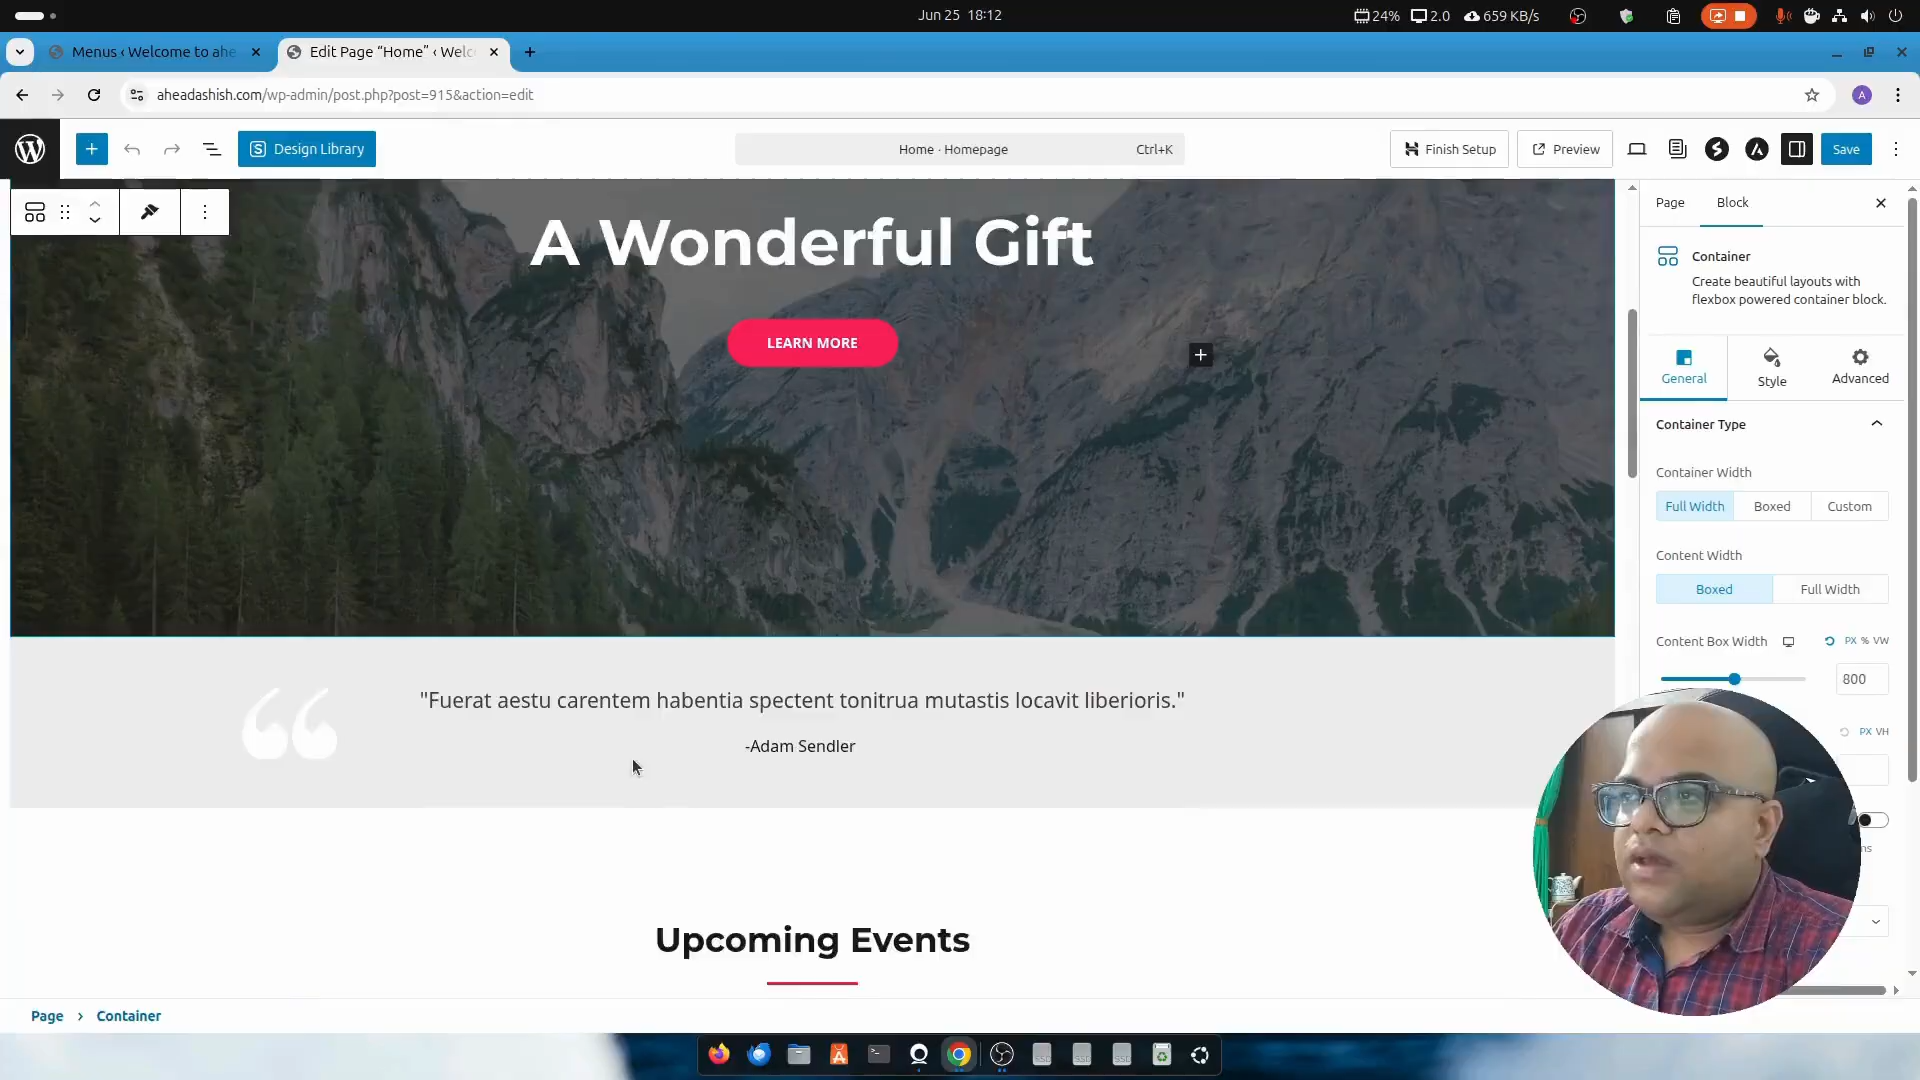 Jun 25 18:12
24%
2.0
659 KB/s
Menus ‹ Welcome to ahe
Edit Page “Home” ‹ Welc
aheadashish.com/wp-admin/post.php?post=915&action=edit
A
Design Library
Home · Homepage
Ctrl+K
Finish Setup
Preview
Save
Page
Block
Container
Create beautiful layouts with
flexbox powered container block.
General
Style
Advanced
Container Type
Container Width
Full Width
Boxed
Custom
Content Width
Boxed
Full Width
Content Box Width
PX % VW
800
PX VH
A Wonderful Gift
LEARN MORE
"Fuerat aestu carentem habentia spectent tonitrua mutastis locavit liberioris."
-Adam Sendler
Upcoming Events
Page › Container